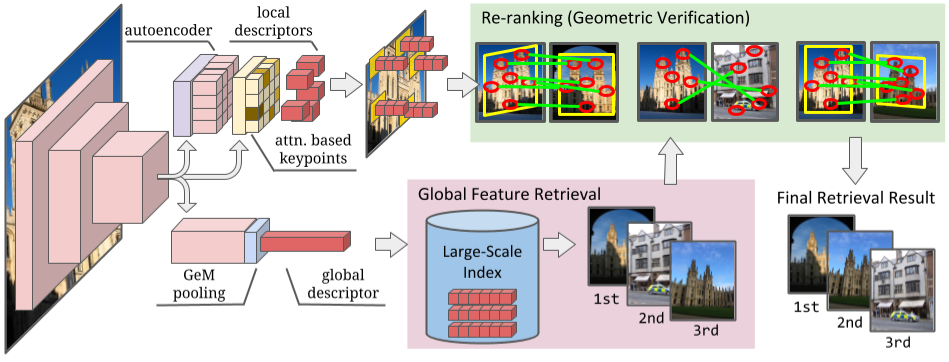 autoencoder
local
descriptors
attn. based
keypoints
GeM
pooling
global
descriptor
Re-ranking (Geometric Verification)
Global Feature Retrieval
Large-Scale
Index
1st
2nd
3rd
Final Retrieval Result
1st
2nd
3rd